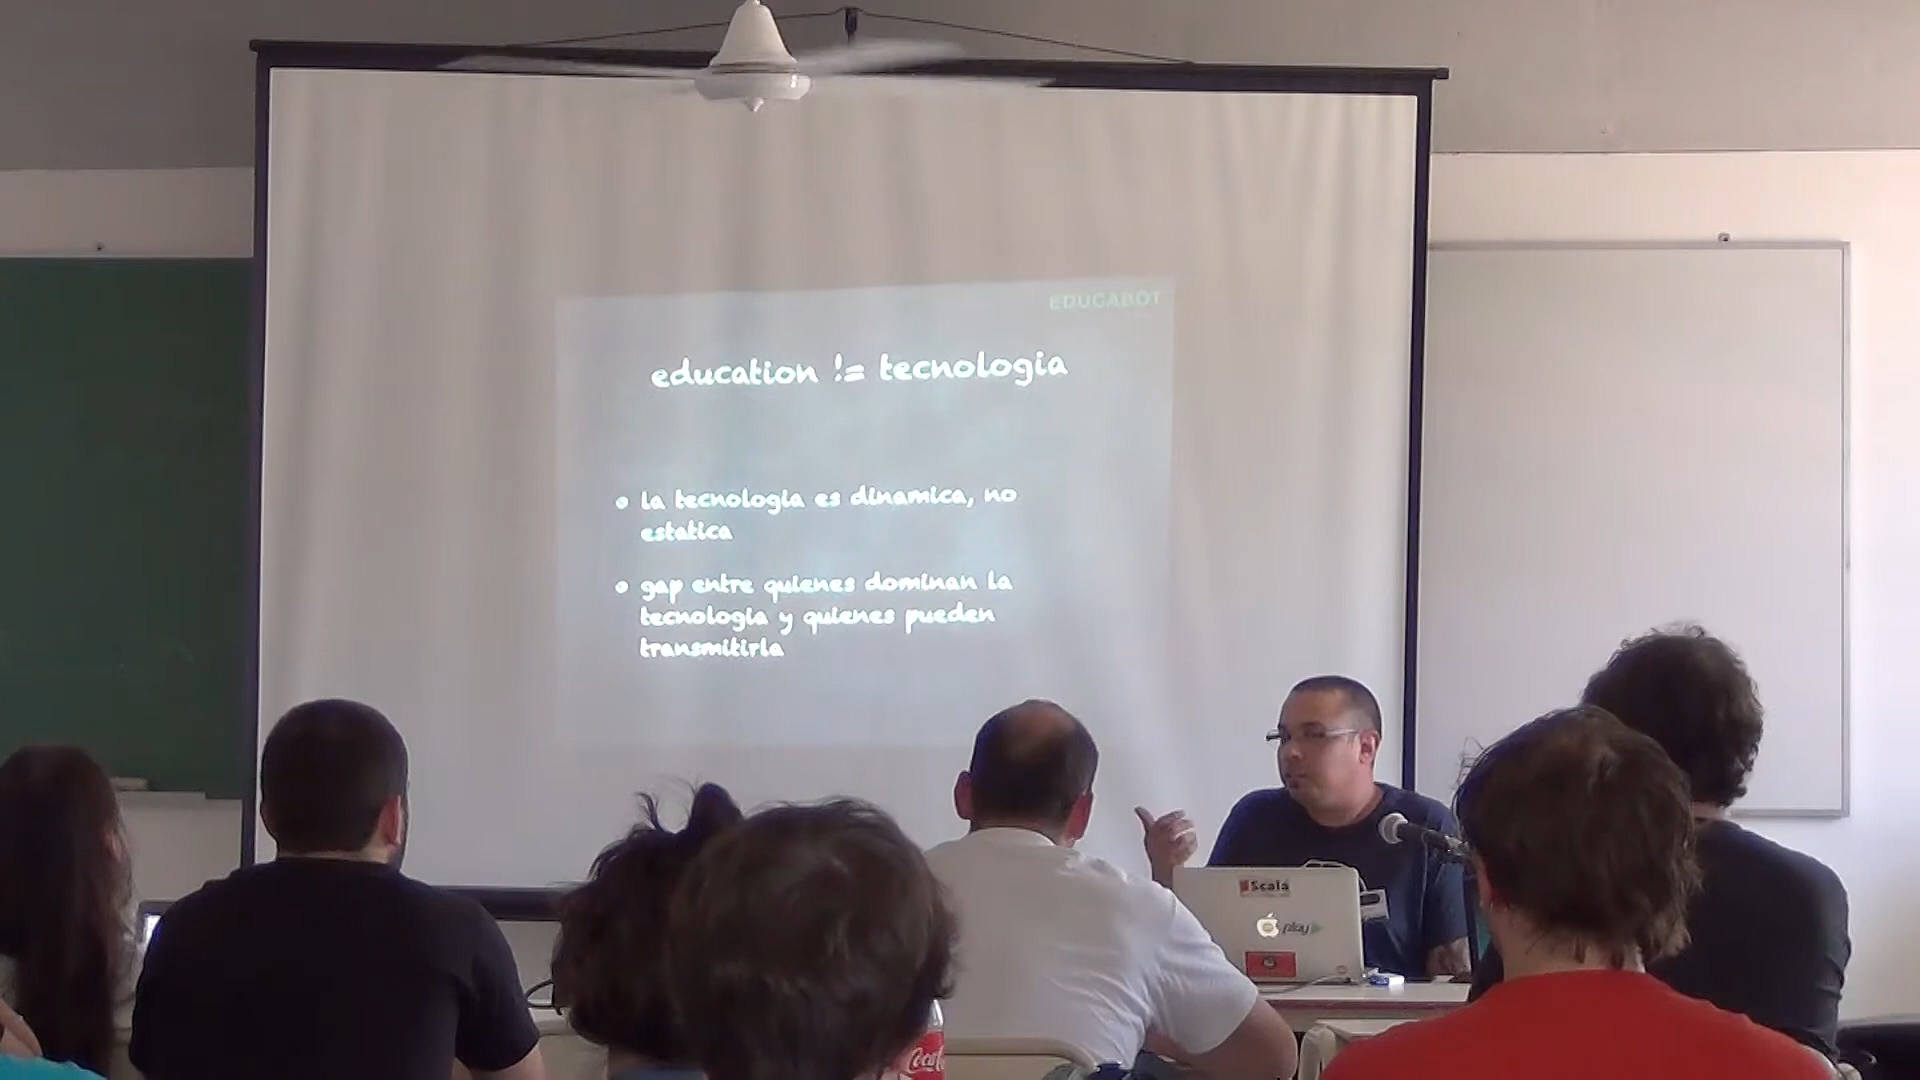 EDUCABOT
education != tecnologia
la tecnologia es dinamica, no
estatica
gap entre quienes dominan la
tecnologia y quienes pueden
transmitirla
Scala
play
Coca